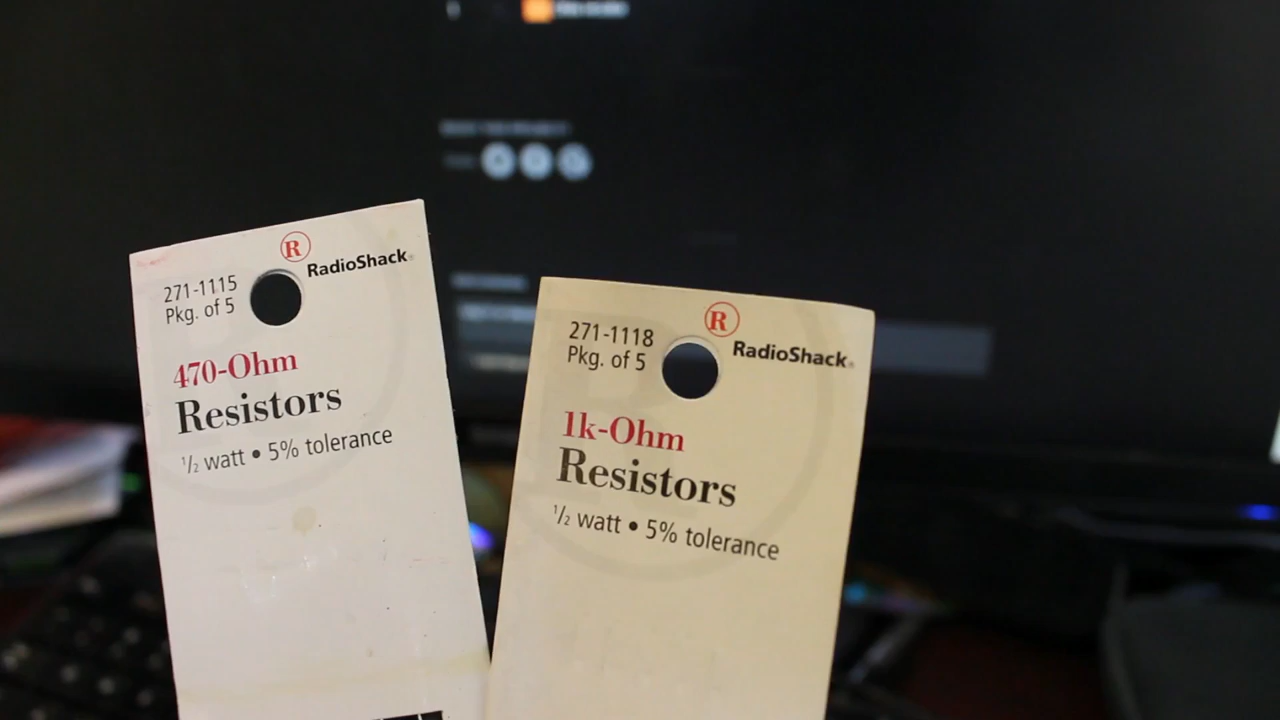 R
RadioShack
271-1115
Pkg. of 5
470-Ohm
Resistors
1/2 watt • 5% tolerance
R
RadioShack
271-1118
Pkg. of 5
1k-Ohm
Resistors
1/2 watt • 5% tolerance